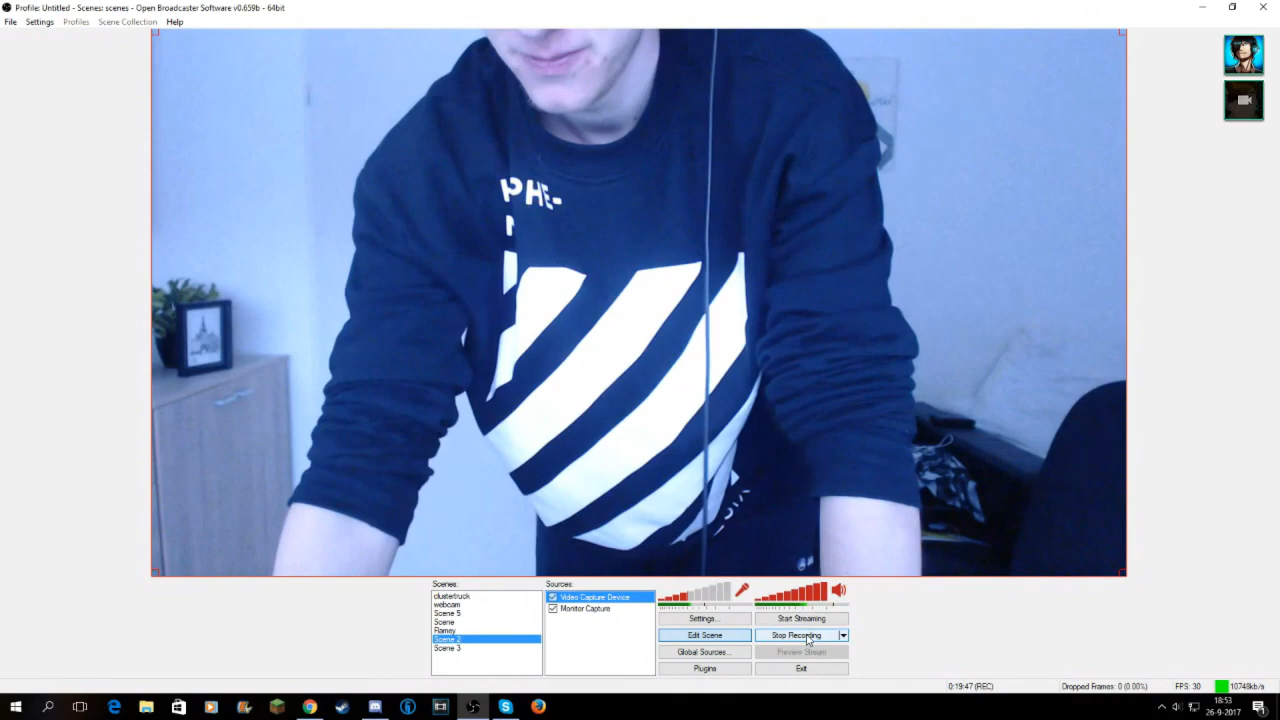 Profile: Untitled - Scenes: scenes - Open Broadcaster Software v0.659b - 64bit
File Settings Profiles Scene Collection Help
PHE-
Scenes:
clustertruck
webcam
Scene 5
Scene
Flamey
Scene 2
Scene 3
Sources:
Video Capture Device
Monitor Capture
Settings...
Start Streaming
Edit Scene
Stop Recording
Global Sources...
Preview Stream
Plugins
Exit
0:19:47 (REC)
Dropped Frames: 0 (0.00%)
FPS: 30
10748kb/s
18:53
26-9-2017